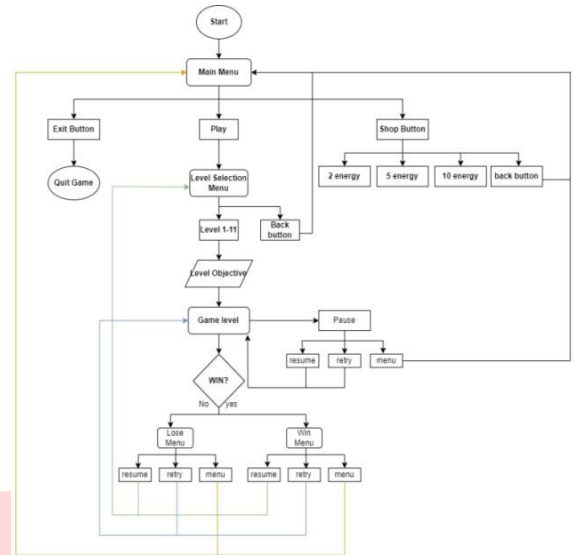 Start
Main Menu
Exit Button
Play
Shop Button
Quit Game
Level Selection
Menu
2 energy
5 energy
10 energy
back button
Level 1-11
Back
button
Level Objective
Game level
Pause
resume
retry
menu
WIN?
No
yes
Lose
Menu
Win
Menu
resume
retry
menu
resume
retry
menu